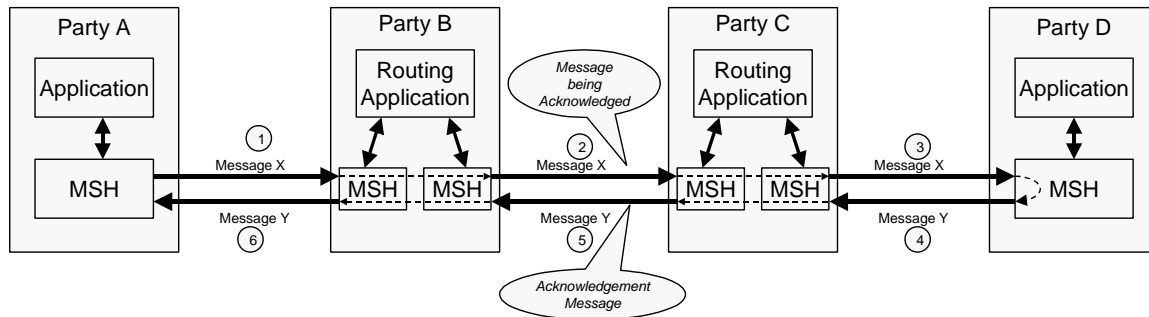 Party A
Party B
Party C
Party D
Application
Routing
Application
Message
being
Acknowledged
Routing
Application
Application
1
2
3
Message X
Message X
Message X
MSH
MSH
MSH
MSH
MSH
MSH
Message Y
Message Y
Message Y
6
5
4
Acknowledgement
Message